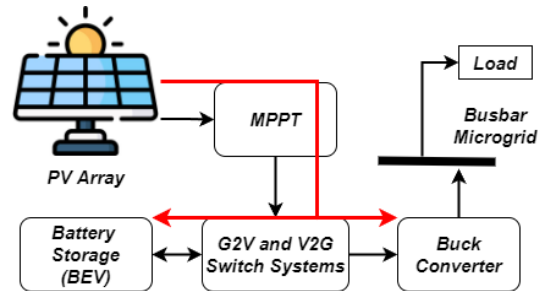 Load
MPPT
Busbar
Microgrid
PV Array
Battery
Storage
(BEV)
G2V and V2G
Switch Systems
Buck
Converter